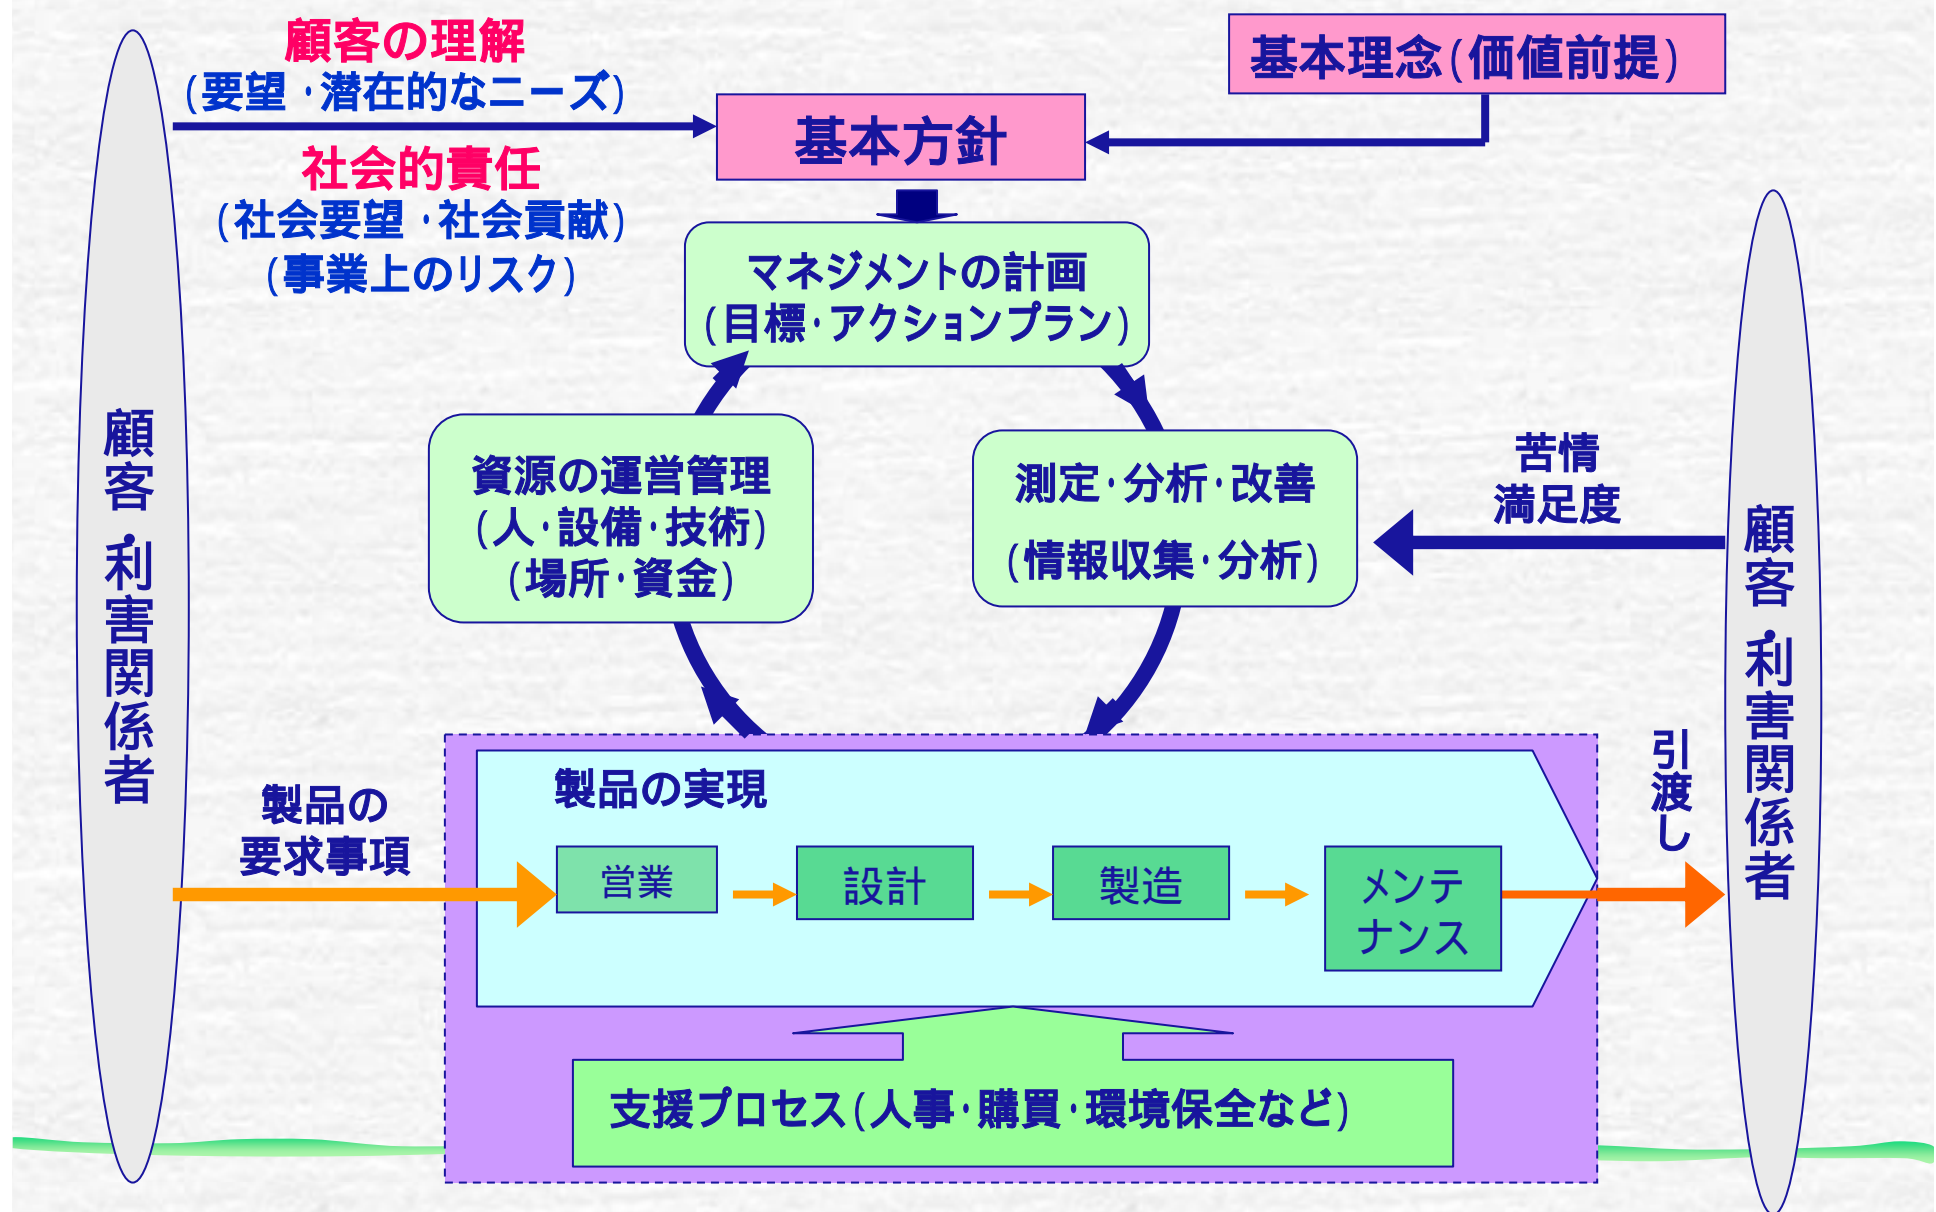 顧客の理解
(要望・潜在的なニーズ)
社会的責任
(社会要望・社会貢献)
(事業上のリスク)
基本理念(価値前提)
基本方針
マネジメントの計画
(目標・アクションプラン)
資源の運営管理
(人・設備・技術)
(場所・資金)
測定・分析・改善
(情報収集・分析)
苦情
満足度
顧客・利害関係者
顧客・利害関係者
製品の
要求事項
製品の実現
営業
設計
製造
メンテ
ナンス
引渡し
支援プロセス(人事・購買・環境保全など)